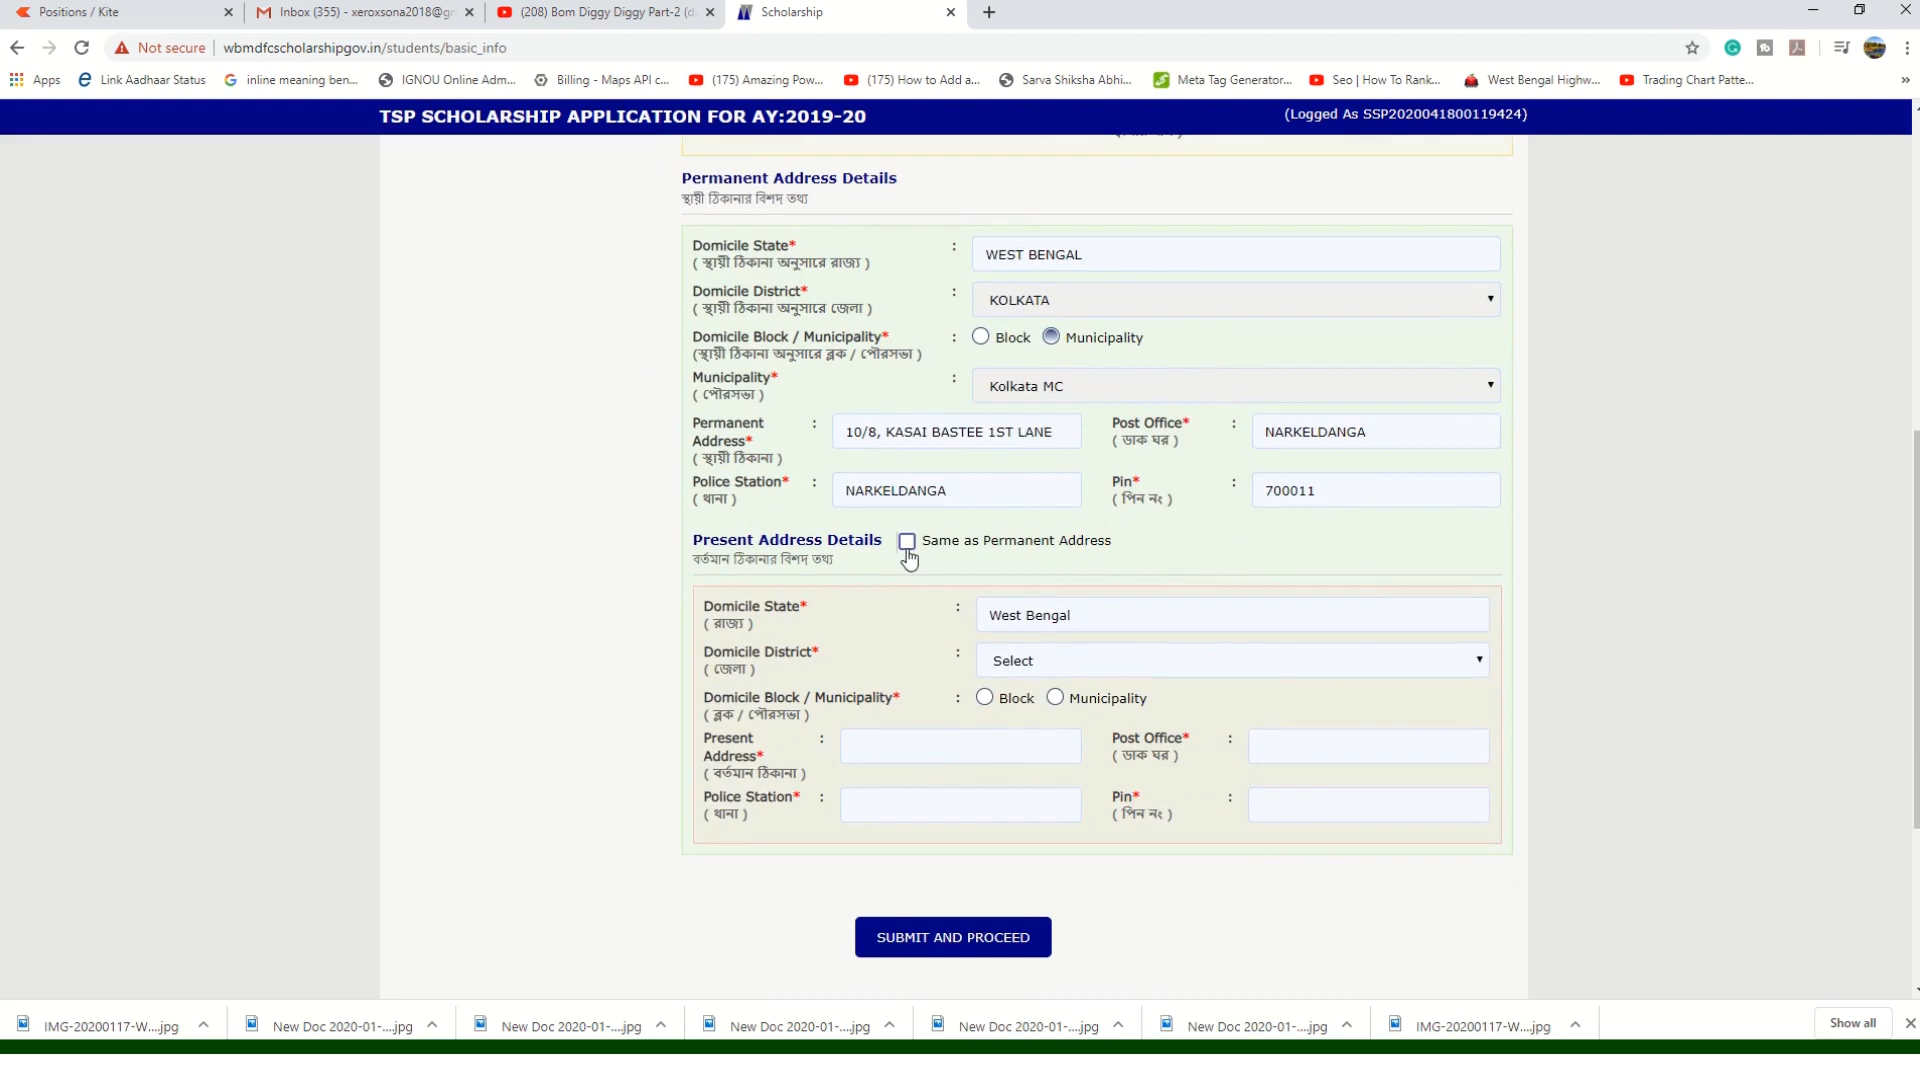 Positions / Kite
Inbox (355) - xeroxsona2018@g
(208) Bom Diggy Diggy Part-2 (d
Scholarship
Not secure
wbmdfcscholarshipgov.in/students/basic_info
Apps
Link Aadhaar Status
inline meaning ben...
IGNOU Online Adm...
Billing - Maps API c...
(175) Amazing Pow...
(175) How to Add a...
Sarva Shiksha Abhi...
Meta Tag Generator...
Seo | How To Rank...
West Bengal Highw...
Trading Chart Patte...
TSP SCHOLARSHIP APPLICATION FOR AY:2019-20
(Logged As SSP2020041800119424)
Permanent Address Details
স্থায়ী ঠিকানার বিশদ তথ্য
Domicile State* : WEST BENGAL
( স্থায়ী ঠিকানা অনুসারে রাজ্য )
Domicile District* : KOLKATA
( স্থায়ী ঠিকানা অনুসারে জেলা )
Domicile Block / Municipality* : Block Municipality
(স্থায়ী ঠিকানা অনুসারে ব্লক / পৌরসভা )
Municipality* : Kolkata MC
( পৌরসভা )
Permanent Address* : 10/8, KASAI BASTEE 1ST LANE
( স্থায়ী ঠিকানা )
Post Office* : NARKELDANGA
( ডাক ঘর )
Police Station* : NARKELDANGA
( থানা )
Pin* : 700011
( পিন নং )
Present Address Details Same as Permanent Address
বর্তমান ঠিকানার বিশদ তথ্য
Domicile State* : West Bengal
( রাজ্য )
Domicile District* : Select
( জেলা )
Domicile Block / Municipality* : Block Municipality
( ব্লক / পৌরসভা )
Present Address* :
( বর্তমান ঠিকানা )
Post Office* :
( ডাক ঘর )
Police Station* :
( থানা )
Pin* :
( পিন নং )
SUBMIT AND PROCEED
IMG-20200117-W....jpg
New Doc 2020-01-....jpg
New Doc 2020-01-....jpg
New Doc 2020-01-....jpg
New Doc 2020-01-....jpg
New Doc 2020-01-....jpg
IMG-20200117-W....jpg
Show all